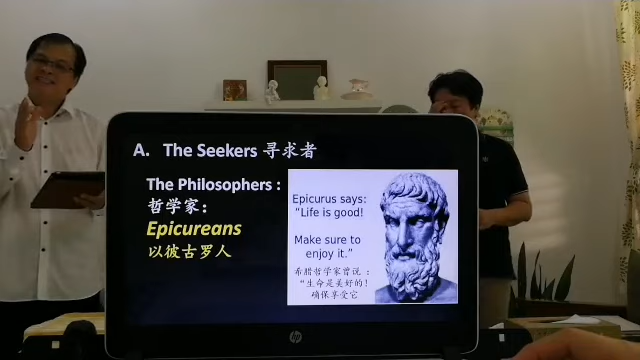 A. The Seekers 寻求者
The Philosophers :
哲学家：
Epicureans
以彼古罗人
Epicurus says:
"Life is good!
Make sure to
enjoy it."
希腊哲学家曾说：
"生命是美好的！
确保享受它
hp